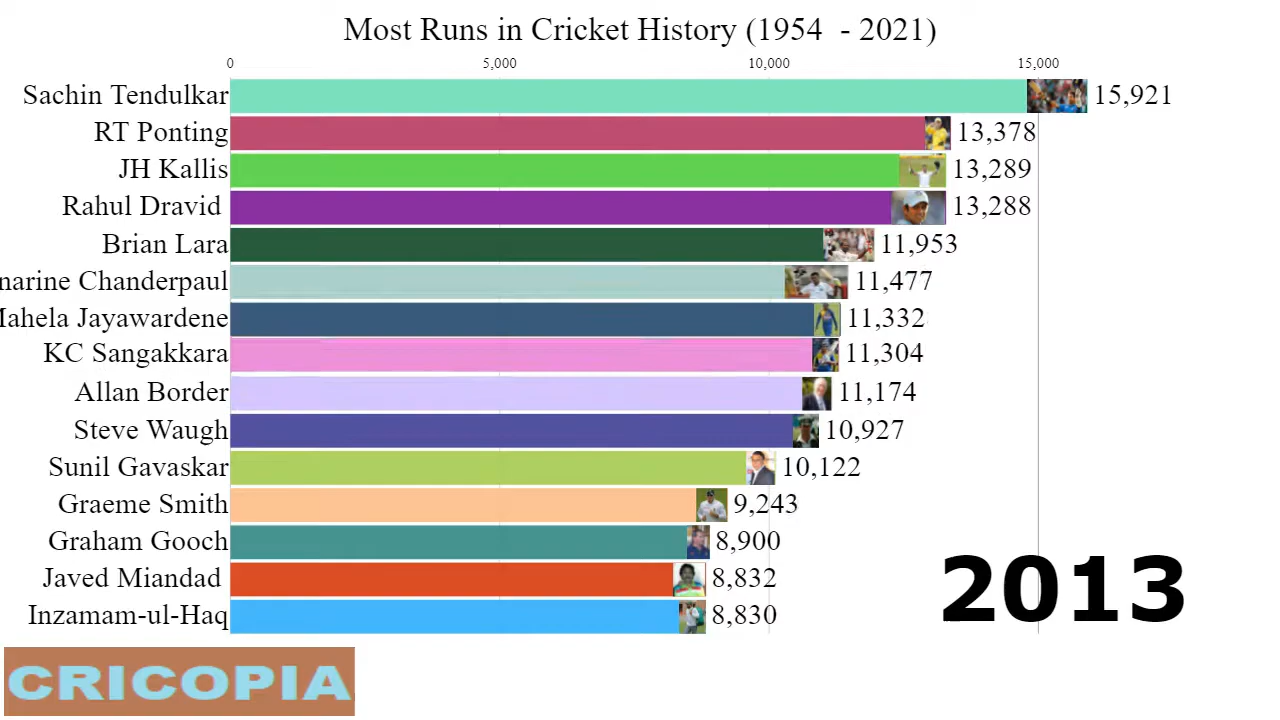 Most Runs in Cricket History (1954 - 2021)
0 5,000 10,000 15,000
Sachin Tendulkar 15,921
RT Ponting 13,378
JH Kallis 13,289
Rahul Dravid 13,288
Brian Lara 11,953
narine Chanderpaul 11,477
Mahela Jayawardene 11,332
KC Sangakkara 11,304
Allan Border 11,174
Steve Waugh 10,927
Sunil Gavaskar 10,122
Graeme Smith 9,243
Graham Gooch 8,900
Javed Miandad 8,832
Inzamam-ul-Haq 8,830
2013
CRICOPIA